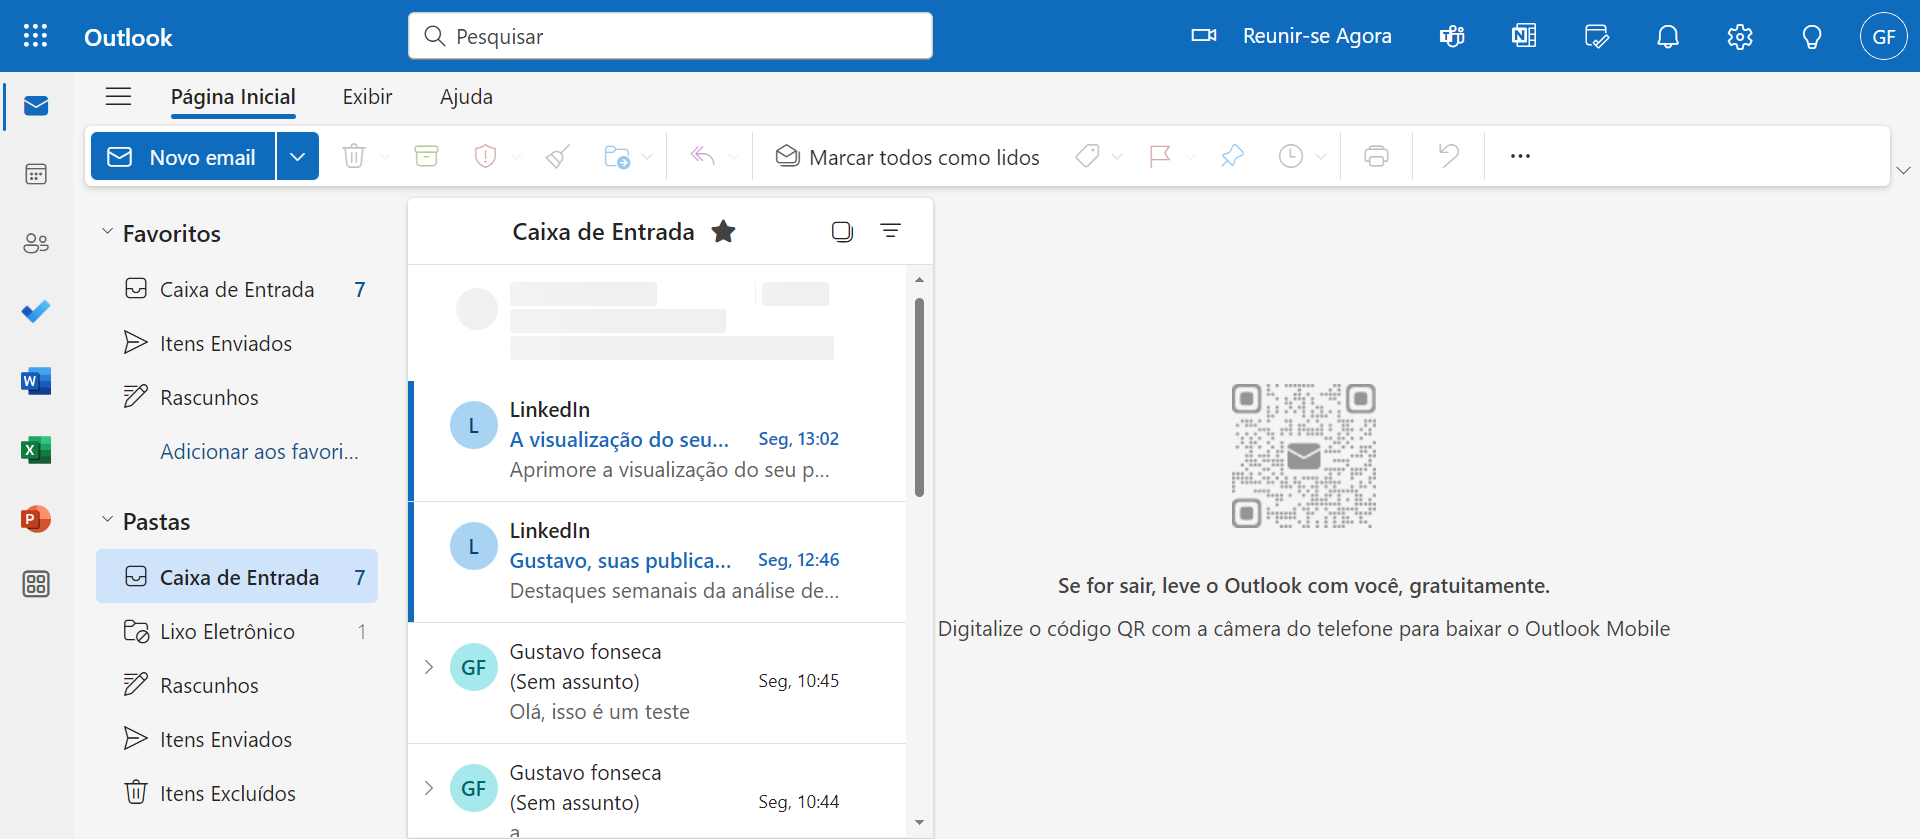 Outlook
Pesquisar
Reunir-se Agora
GF
Página Inicial
Exibir
Ajuda
Novo email
Marcar todos como lidos
Favoritos
Caixa de Entrada 7
Itens Enviados
Rascunhos
Adicionar aos favori...
Pastas
Caixa de Entrada 7
Lixo Eletrônico 1
Rascunhos
Itens Enviados
Itens Excluídos
Caixa de Entrada
L
LinkedIn
A visualização do seu... Seg, 13:02
Aprimore a visualização do seu p...
L
LinkedIn
Gustavo, suas publica... Seg, 12:46
Destaques semanais da análise de...
GF
Gustavo fonseca
(Sem assunto) Seg, 10:45
Olá, isso é um teste
GF
Gustavo fonseca
(Sem assunto) Seg, 10:44
a
Se for sair, leve o Outlook com você, gratuitamente.
Digitalize o código QR com a câmera do telefone para baixar o Outlook Mobile